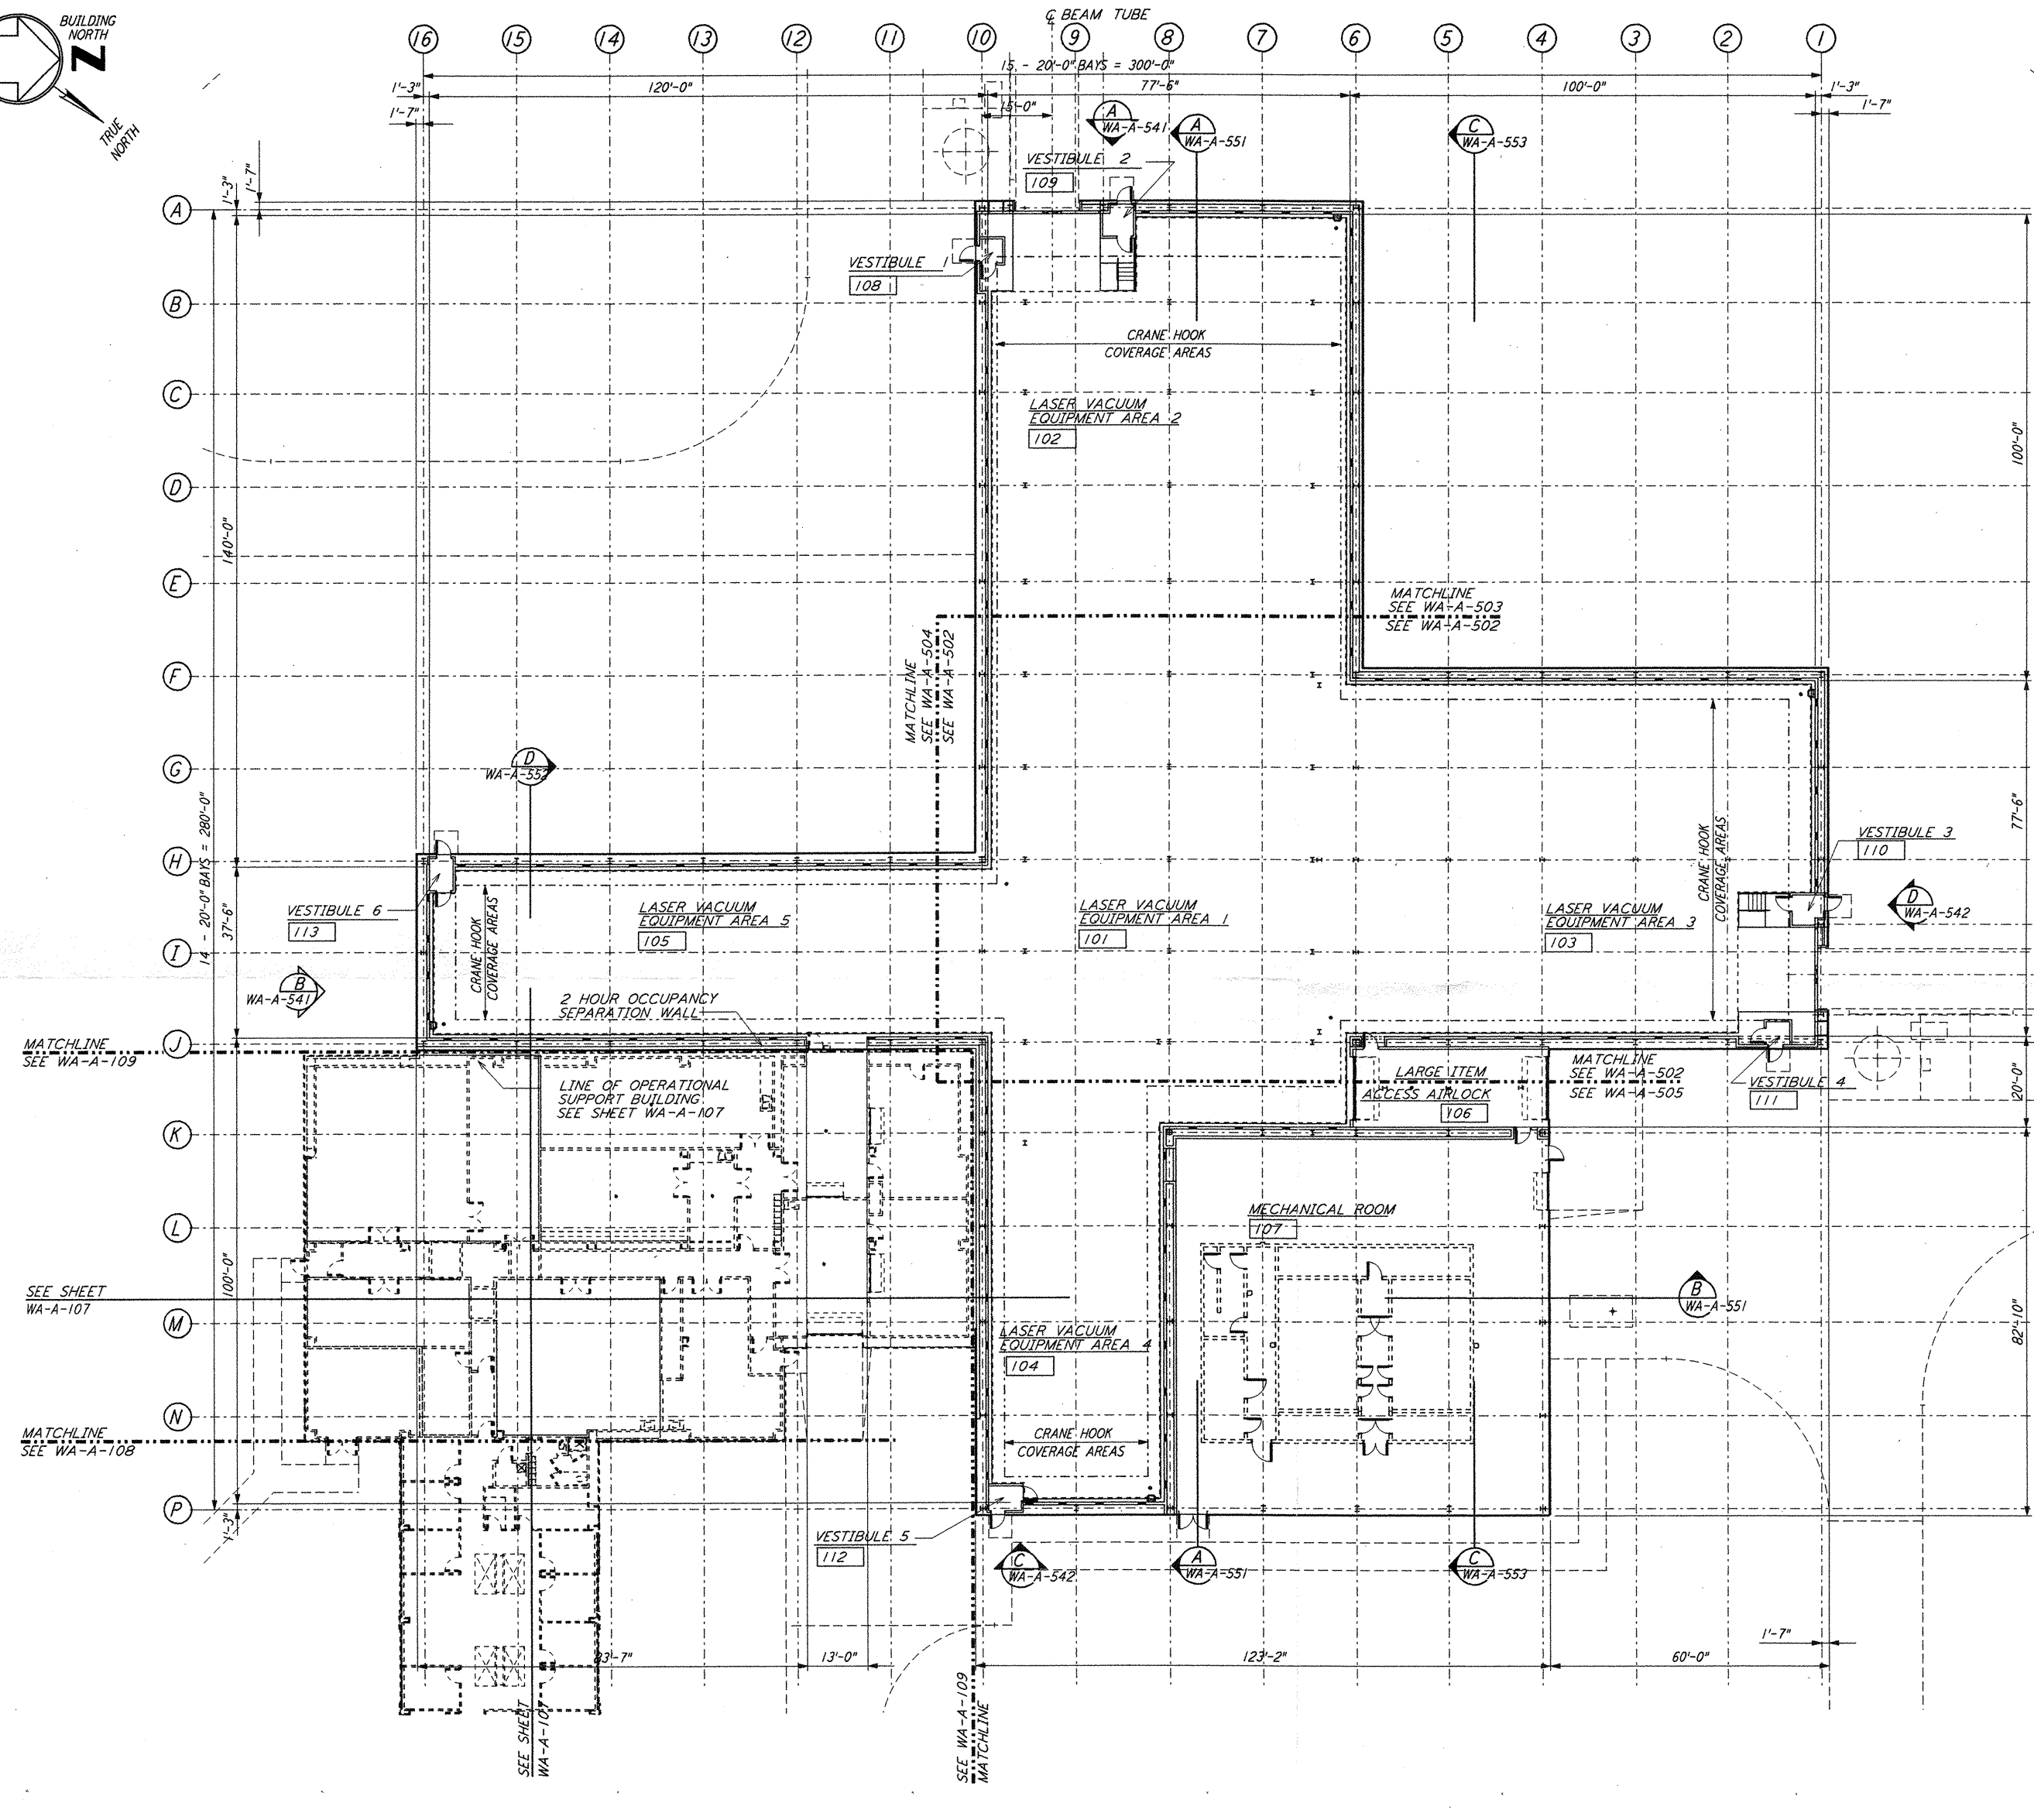 BUILDING
NORTH
N
TRUE
NORTH
℄ BEAM TUBE
16 15 14 13 12 11 10 9 8 7 6 5 4 3 2 1
15 - 20'-0" BAYS = 300'-0"
1'-3" 120'-0" 77'-6" 100'-0" 1'-3"
1'-7" 15'-0" 1'-7"
A
WA-A-541
A
WA-A-551
C
WA-A-553
VESTIBULE 2
109
1'-3"
1'-7"
A
VESTIBULE 1
108
B
CRANE HOOK
COVERAGE AREAS
C
LASER VACUUM
EQUIPMENT AREA 2
102
100'-0"
D
140'-0"
E
MATCHLINE
SEE WA-A-503
SEE WA-A-502
MATCHLINE
SEE WA-A-504
SEE WA-A-502
F
G
D
WA-A-552
14 - 20'-0" BAYS = 280'-0"
77'-6"
CRANE HOOK
COVERAGE AREAS
VESTIBULE 3
110
H
37'-6"
VESTIBULE 6
113
CRANE HOOK
COVERAGE AREAS
LASER VACUUM
EQUIPMENT AREA 5
105
LASER VACUUM
EQUIPMENT AREA 1
101
LASER VACUUM
EQUIPMENT AREA 3
103
D
WA-A-542
I
B
WA-A-541
2 HOUR OCCUPANCY
SEPARATION WALL
J
MATCHLINE
SEE WA-A-109
LINE OF OPERATIONAL
SUPPORT BUILDING
SEE SHEET WA-A-107
LARGE ITEM
ACCESS AIRLOCK
106
MATCHLINE
SEE WA-A-502
SEE WA-A-505
VESTIBULE 4
111
20'-0"
K
L
MECHANICAL ROOM
107
100'-0"
SEE SHEET
WA-A-107
B
WA-A-551
M
LASER VACUUM
EQUIPMENT AREA 4
104
82'-10"
N
MATCHLINE
SEE WA-A-108
CRANE HOOK
COVERAGE AREAS
P
1'-3"
VESTIBULE 5
112
C
WA-A-542
A
WA-A-551
C
WA-A-553
1'-7"
83'-7" 13'-0" 123'-2" 60'-0"
SEE SHEET
WA-A-107
SEE WA-A-109
MATCHLINE